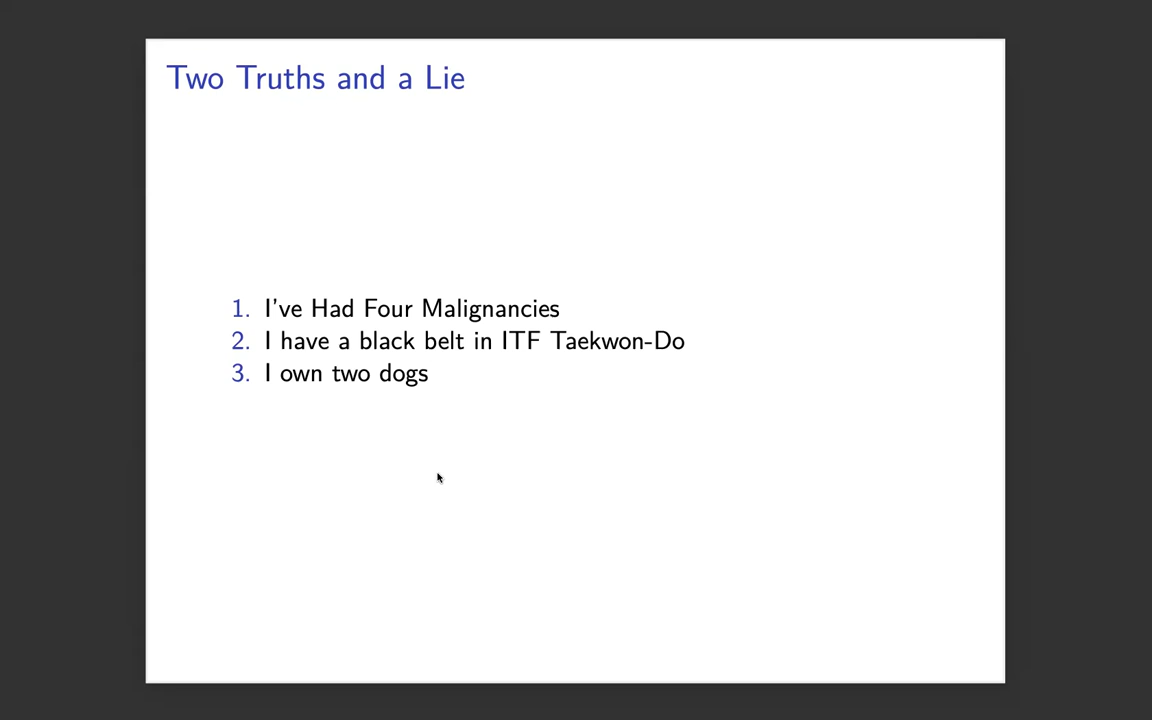 Two Truths and a Lie
1. I've Had Four Malignancies
2. I have a black belt in ITF Taekwon-Do
3. I own two dogs